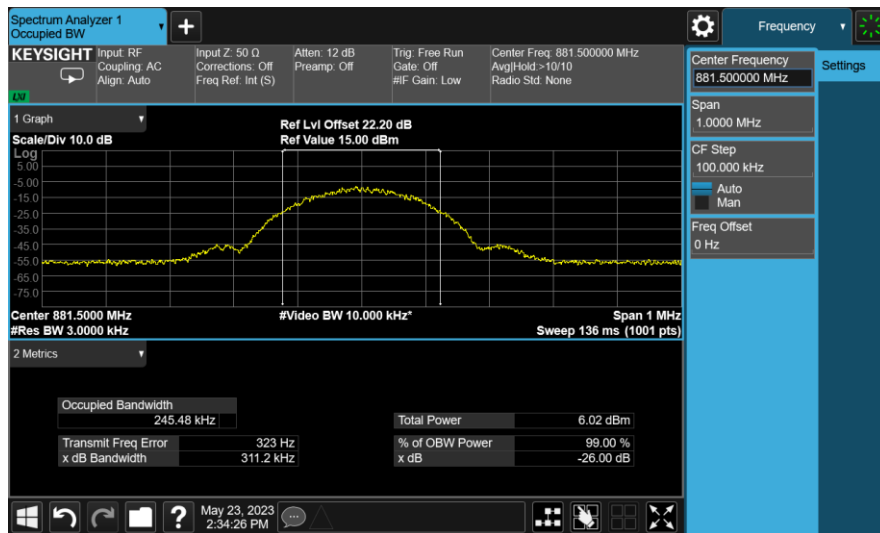 Spectrum Analyzer 1
Occupied BW
Frequency
KEYSIGHT
Input: RF
Coupling: AC
Align: Auto
Input Z: 50 Ω
Corrections: Off
Freq Ref: Int (S)
Atten: 12 dB
Preamp: Off
Trig: Free Run
Gate: Off
#IF Gain: Low
Center Freq: 881.500000 MHz
Avg|Hold:>10/10
Radio Std: None
LXI
Center Frequency
881.500000 MHz
Settings
Span
1.0000 MHz
CF Step
100.000 kHz
Auto
Man
Freq Offset
0 Hz
1 Graph
Scale/Div 10.0 dB
Ref Lvl Offset 22.20 dB
Ref Value 15.00 dBm
Log
5.00
-5.00
-15.0
-25.0
-35.0
-45.0
-55.0
-65.0
-75.0
Center 881.5000 MHz
#Video BW 10.000 kHz*
Span 1 MHz
#Res BW 3.0000 kHz
Sweep 136 ms (1001 pts)
2 Metrics
Occupied Bandwidth
245.48 kHz
Total Power 6.02 dBm
Transmit Freq Error 323 Hz
% of OBW Power 99.00 %
x dB Bandwidth 311.2 kHz
x dB -26.00 dB
?
May 23, 2023
2:34:26 PM